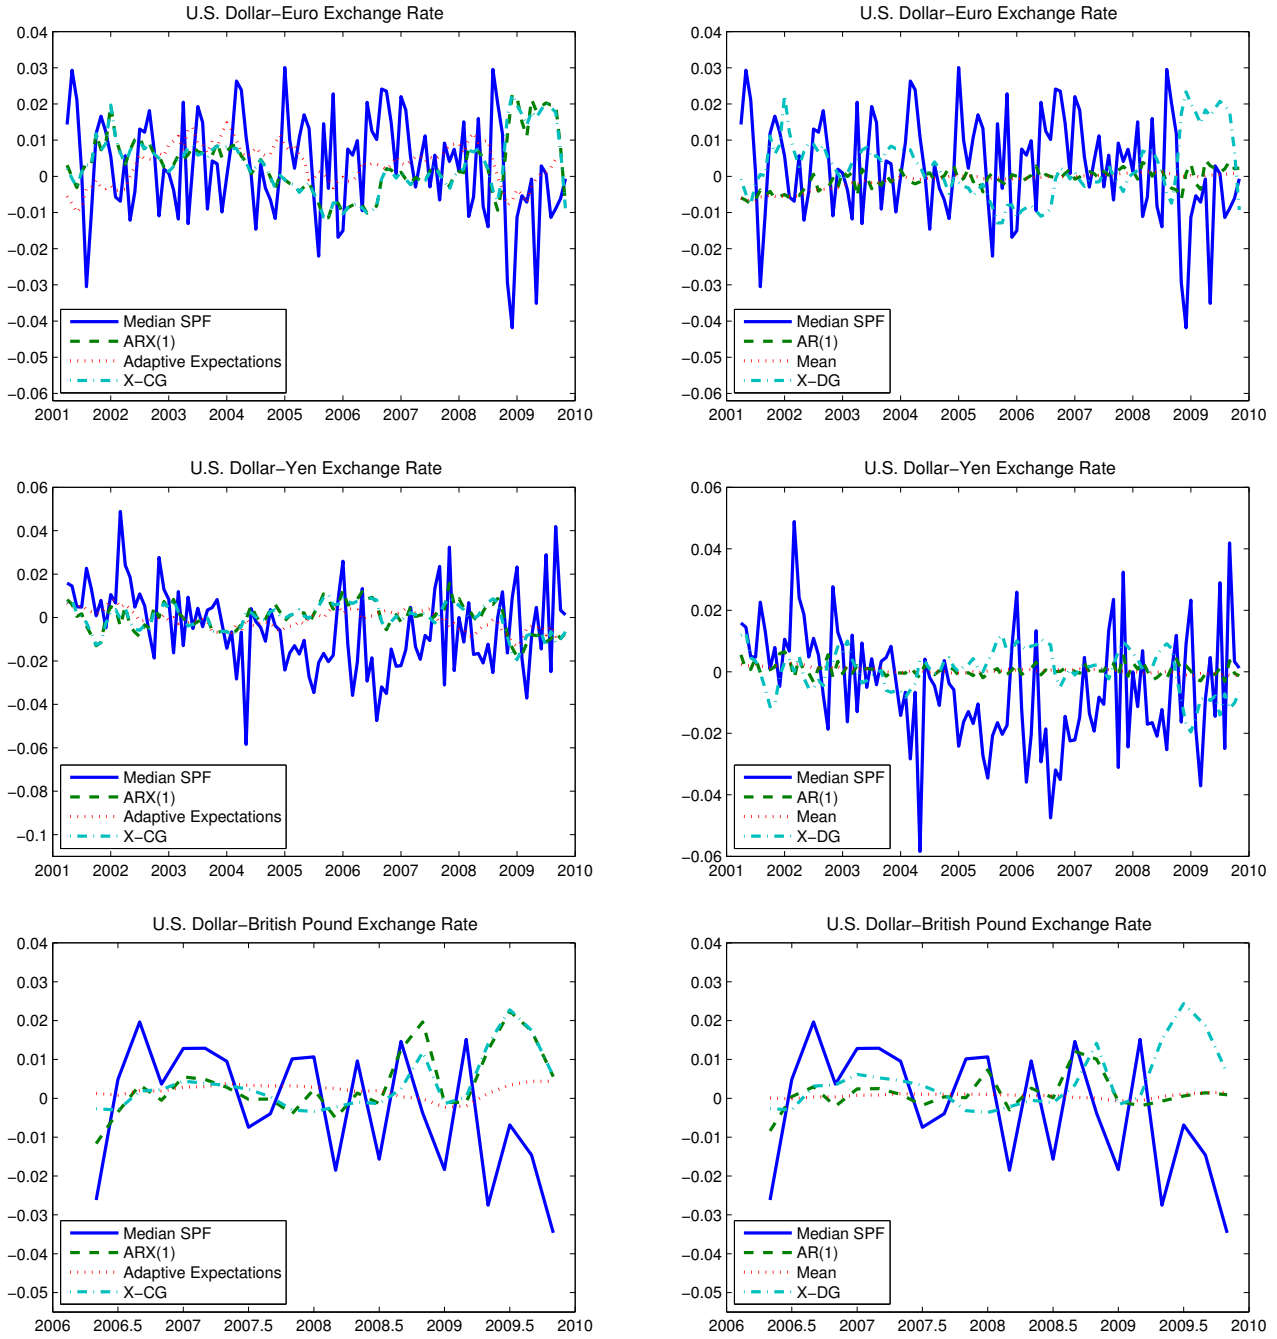 U.S. Dollar−Euro Exchange Rate
0.04
0.03
0.02
0.01
0
−0.01
−0.02
−0.03
−0.04
−0.05
−0.06
Median SPF
ARX(1)
Adaptive Expectations
X−CG
2001 2002 2003 2004 2005 2006 2007 2008 2009 2010
U.S. Dollar−Euro Exchange Rate
0.04
0.03
0.02
0.01
0
−0.01
−0.02
−0.03
−0.04
−0.05
−0.06
Median SPF
AR(1)
Mean
X−DG
2001 2002 2003 2004 2005 2006 2007 2008 2009 2010
U.S. Dollar−Yen Exchange Rate
0.06
0.04
0.02
0
−0.02
−0.04
−0.06
−0.08
−0.1
Median SPF
ARX(1)
Adaptive Expectations
X−CG
2001 2002 2003 2004 2005 2006 2007 2008 2009 2010
U.S. Dollar−Yen Exchange Rate
0.06
0.04
0.02
0
−0.02
−0.04
−0.06
Median SPF
AR(1)
Mean
X−DG
2001 2002 2003 2004 2005 2006 2007 2008 2009 2010
U.S. Dollar−British Pound Exchange Rate
0.04
0.03
0.02
0.01
0
−0.01
−0.02
−0.03
−0.04
−0.05
Median SPF
ARX(1)
Adaptive Expectations
X−CG
2006 2006.5 2007 2007.5 2008 2008.5 2009 2009.5 2010
U.S. Dollar−British Pound Exchange Rate
0.04
0.03
0.02
0.01
0
−0.01
−0.02
−0.03
−0.04
−0.05
Median SPF
AR(1)
Mean
X−DG
2006 2006.5 2007 2007.5 2008 2008.5 2009 2009.5 2010